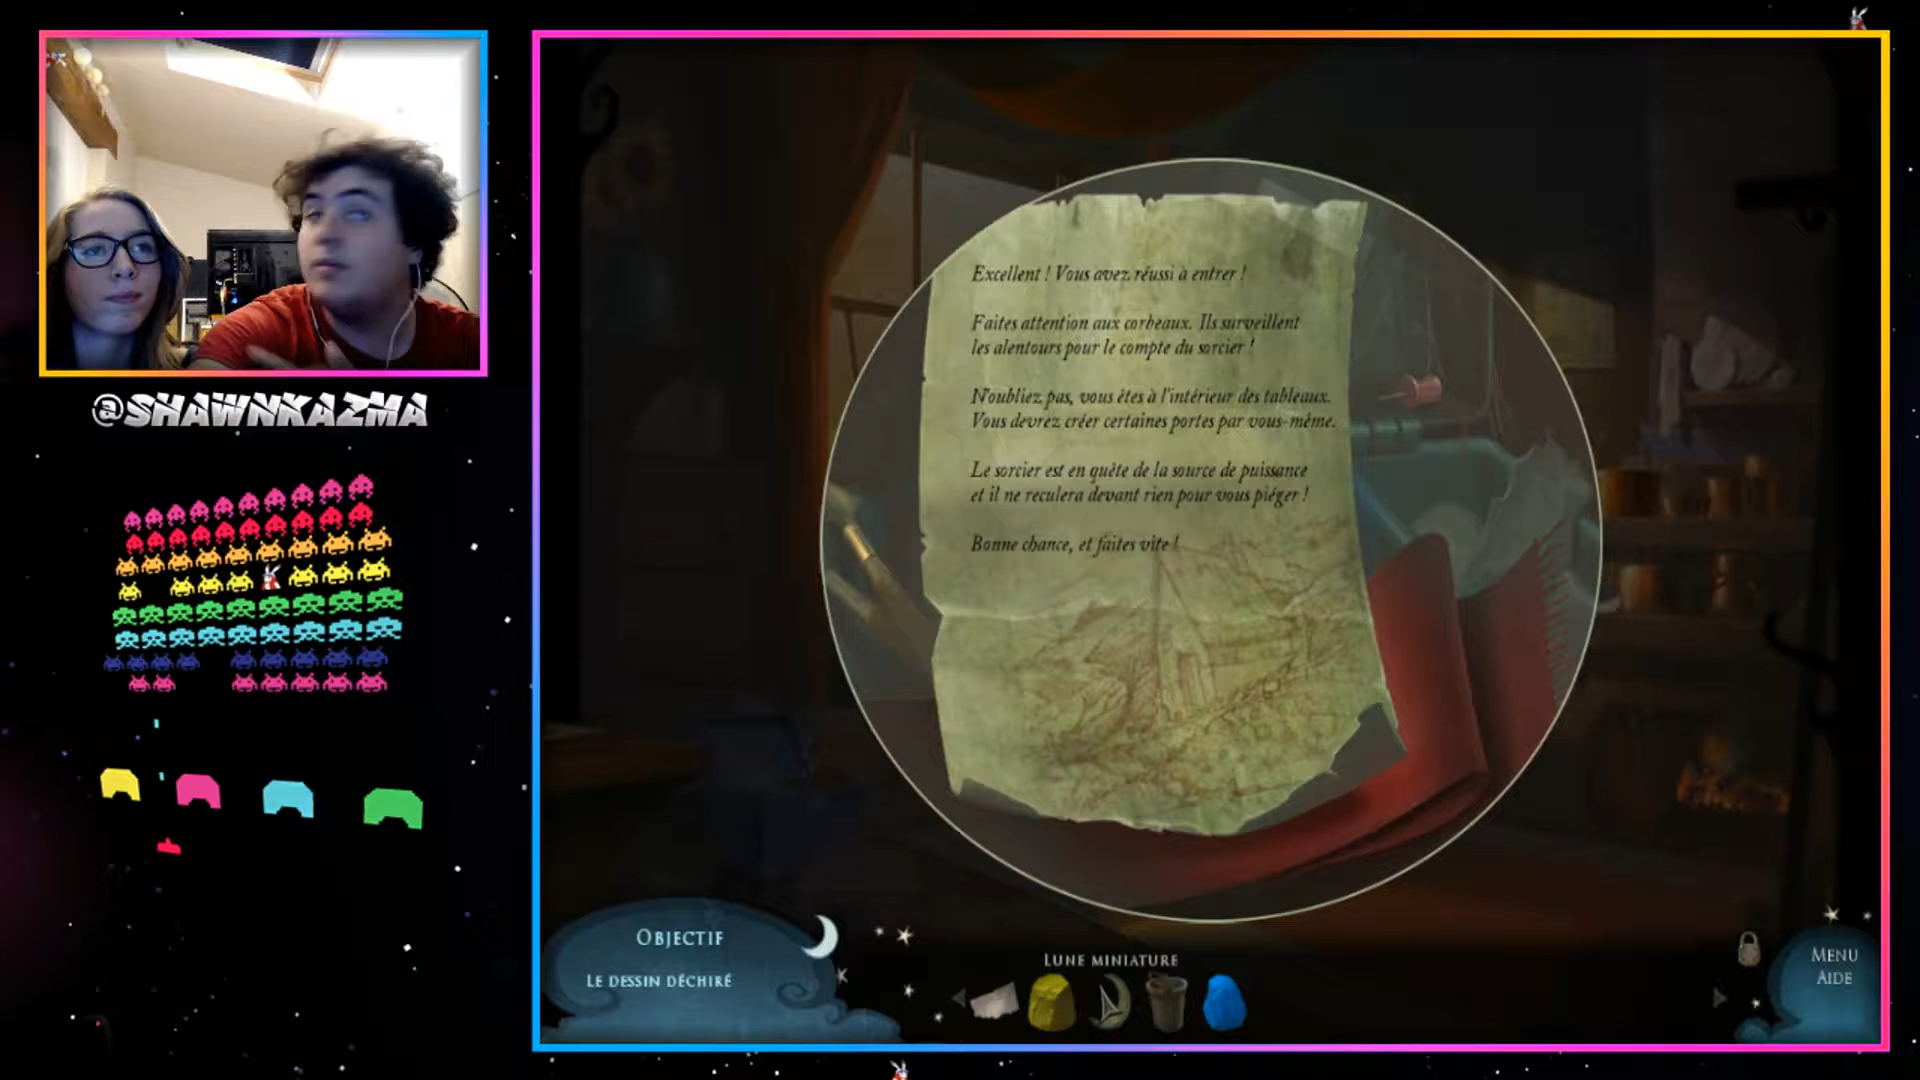 @SHAWNKAZMA
Excellent ! Vous avez réussi à entrer !
Faites attention aux corbeaux. Ils surveillent
les alentours pour le compte du sorcier !
N'oubliez pas, vous êtes à l'intérieur des tableaux.
Vous devrez créer certaines portes par vous-même.
Le sorcier est en quête de la source de puissance
et il ne reculera devant rien pour vous piéger !
Bonne chance, et faites vite !
OBJECTIF
LE DESSIN DÉCHIRÉ
LUNE MINIATURE
MENU
AIDE